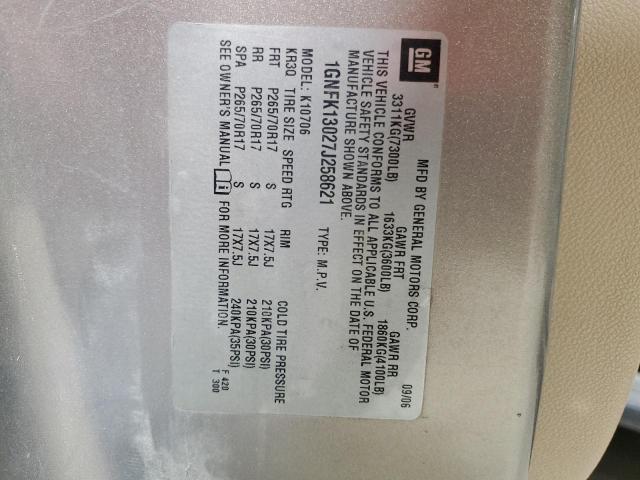 GM
MFD BY GENERAL MOTORS CORP. 09/06
GVWR GAWR FRT GAWR RR
3311KG(7300LB) 1633KG(3600LB) 1860KG(4100LB)
THIS VEHICLE CONFORMS TO ALL APPLICABLE U.S. FEDERAL MOTOR
VEHICLE SAFETY STANDARDS IN EFFECT ON THE DATE OF
MANUFACTURE SHOWN ABOVE.
1GNFK13027J258621 TYPE: M.P.V.
MODEL: K10706
KR3Q TIRE SIZE SPEED RTG RIM COLD TIRE PRESSURE
FRT P265/70R17 S 17X7.5J 210KPA(30PSI)
RR P265/70R17 S 17X7.5J 210KPA(30PSI)
SPA P265/70R17 S 17X7.5J 240KPA(35PSI)
SEE OWNER'S MANUAL i FOR MORE INFORMATION.
F 420
T 300